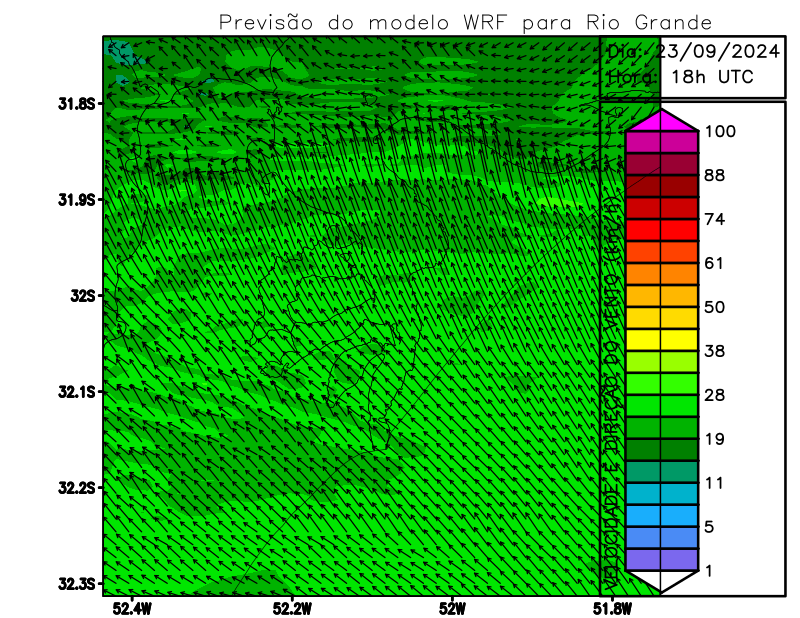 Previsão do modelo WRF para Rio Grande
Dia: 23/09/2024
Hora: 18h UTC
31.8S
31.9S
32S
32.1S
32.2S
32.3S
52.4W
52.2W
52W
51.8W
VELOCIDADE E DIREÇAO DO VENTO (km/h)
100
88
74
61
50
38
28
19
11
5
1